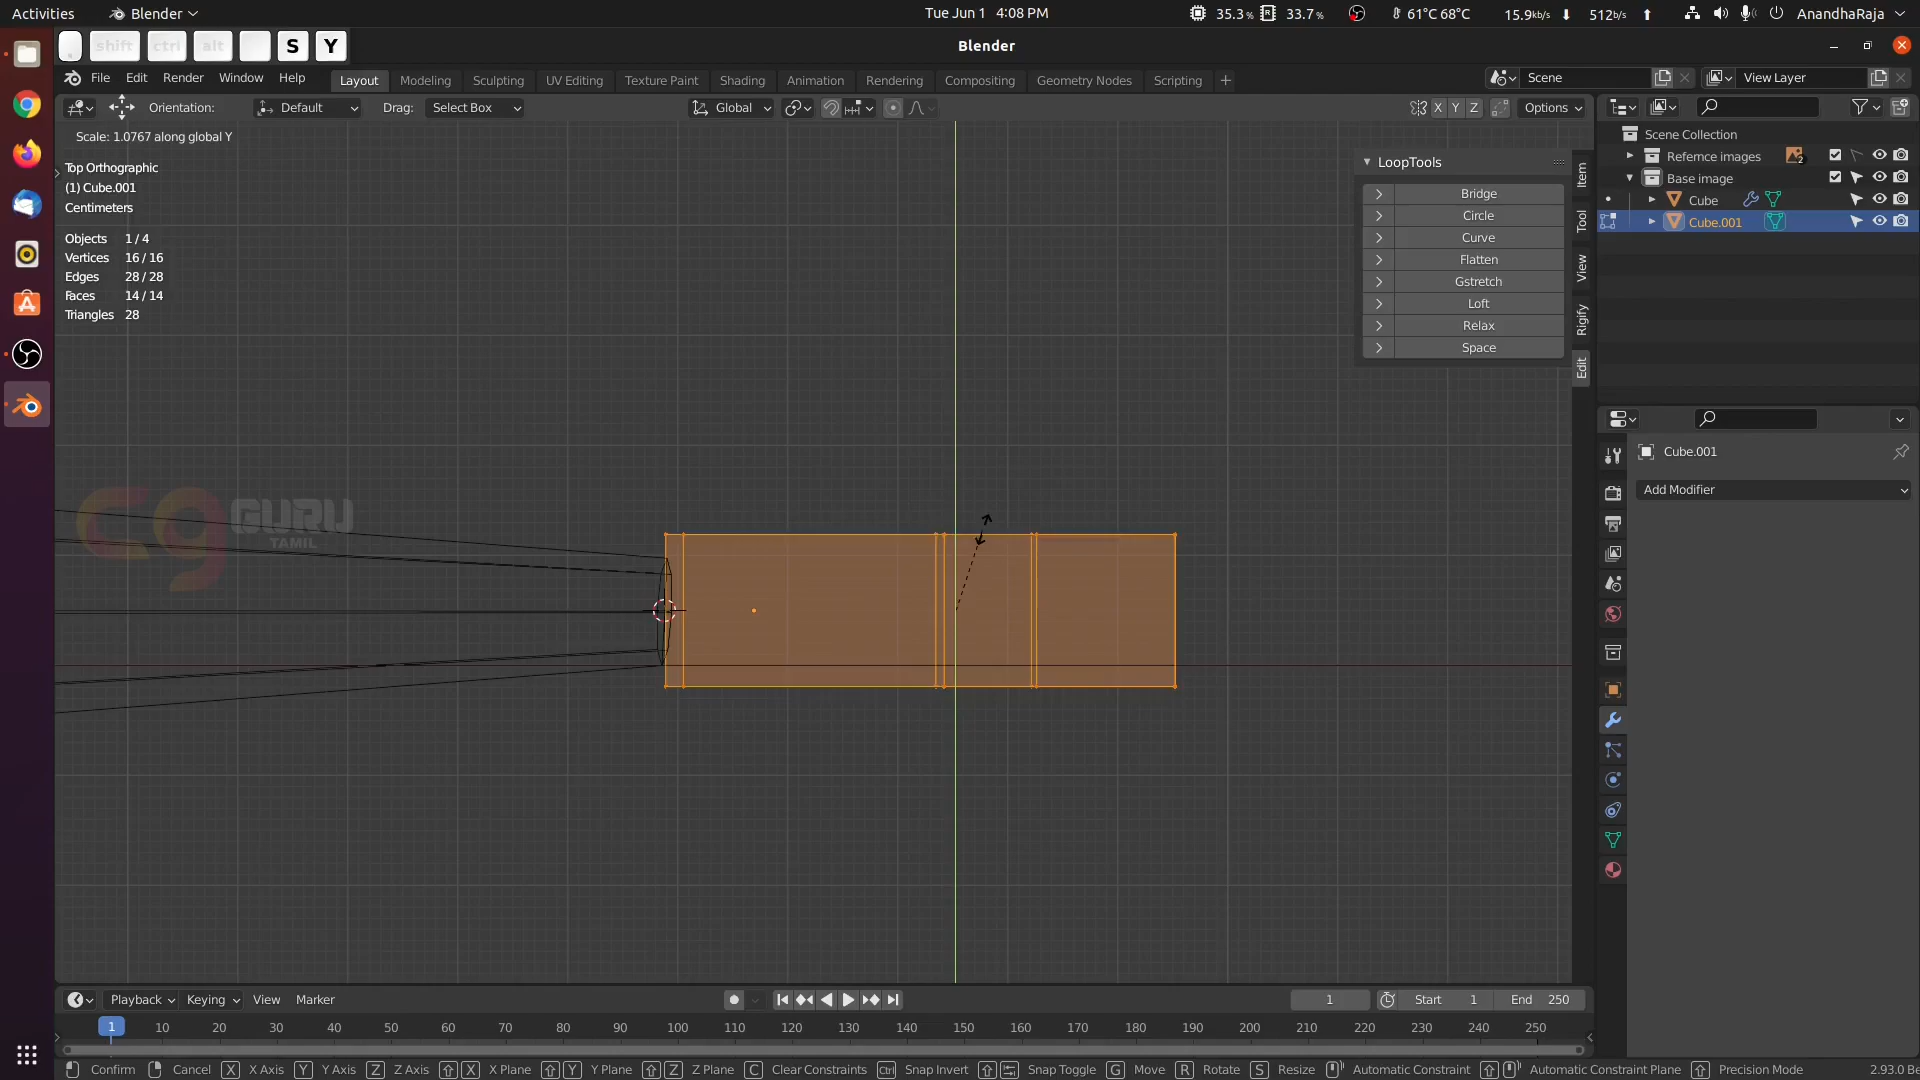 Activities
Blender
Tue Jun 1 4:08 PM
35.3%
33.7%
61°C 68°C
15.9kb/s
512b/s
AnandhaRaja
shift
ctrl
alt
S
Y
Blender
File
Edit
Render
Window
Help
Layout
Modeling
Sculpting
UV Editing
Texture Paint
Shading
Animation
Rendering
Compositing
Geometry Nodes
Scripting
Scene
View Layer
Orientation:
Default
Drag:
Select Box
Global
X
Y
Z
Options
Scale: 1.0767 along global Y
Top Orthographic
(1) Cube.001
Centimeters
Objects 1 / 4
Vertices 16 / 16
Edges 28 / 28
Faces 14 / 14
Triangles 28
LoopTools
Bridge
Circle
Curve
Flatten
Gstretch
Loft
Relax
Space
Item
Tool
View
Rigify
Edit
Scene Collection
Refernce images
2
Base image
Cube
Cube.001
Cube.001
Add Modifier
CG GURU
TAMIL
Playback
Keying
View
Marker
1
Start 1
End 250
1 10 20 30 40 50 60 70 80 90 100 110 120 130 140 150 160 170 180 190 200 210 220 230 240 250
Confirm
Cancel
X X Axis
Y Y Axis
Z Z Axis
X X Plane
Y Y Plane
Z Z Plane
C Clear Constraints
Ctrl Snap Invert
Snap Toggle
G Move
R Rotate
S Resize
Automatic Constraint
Automatic Constraint Plane
Precision Mode
2.93.0 Be